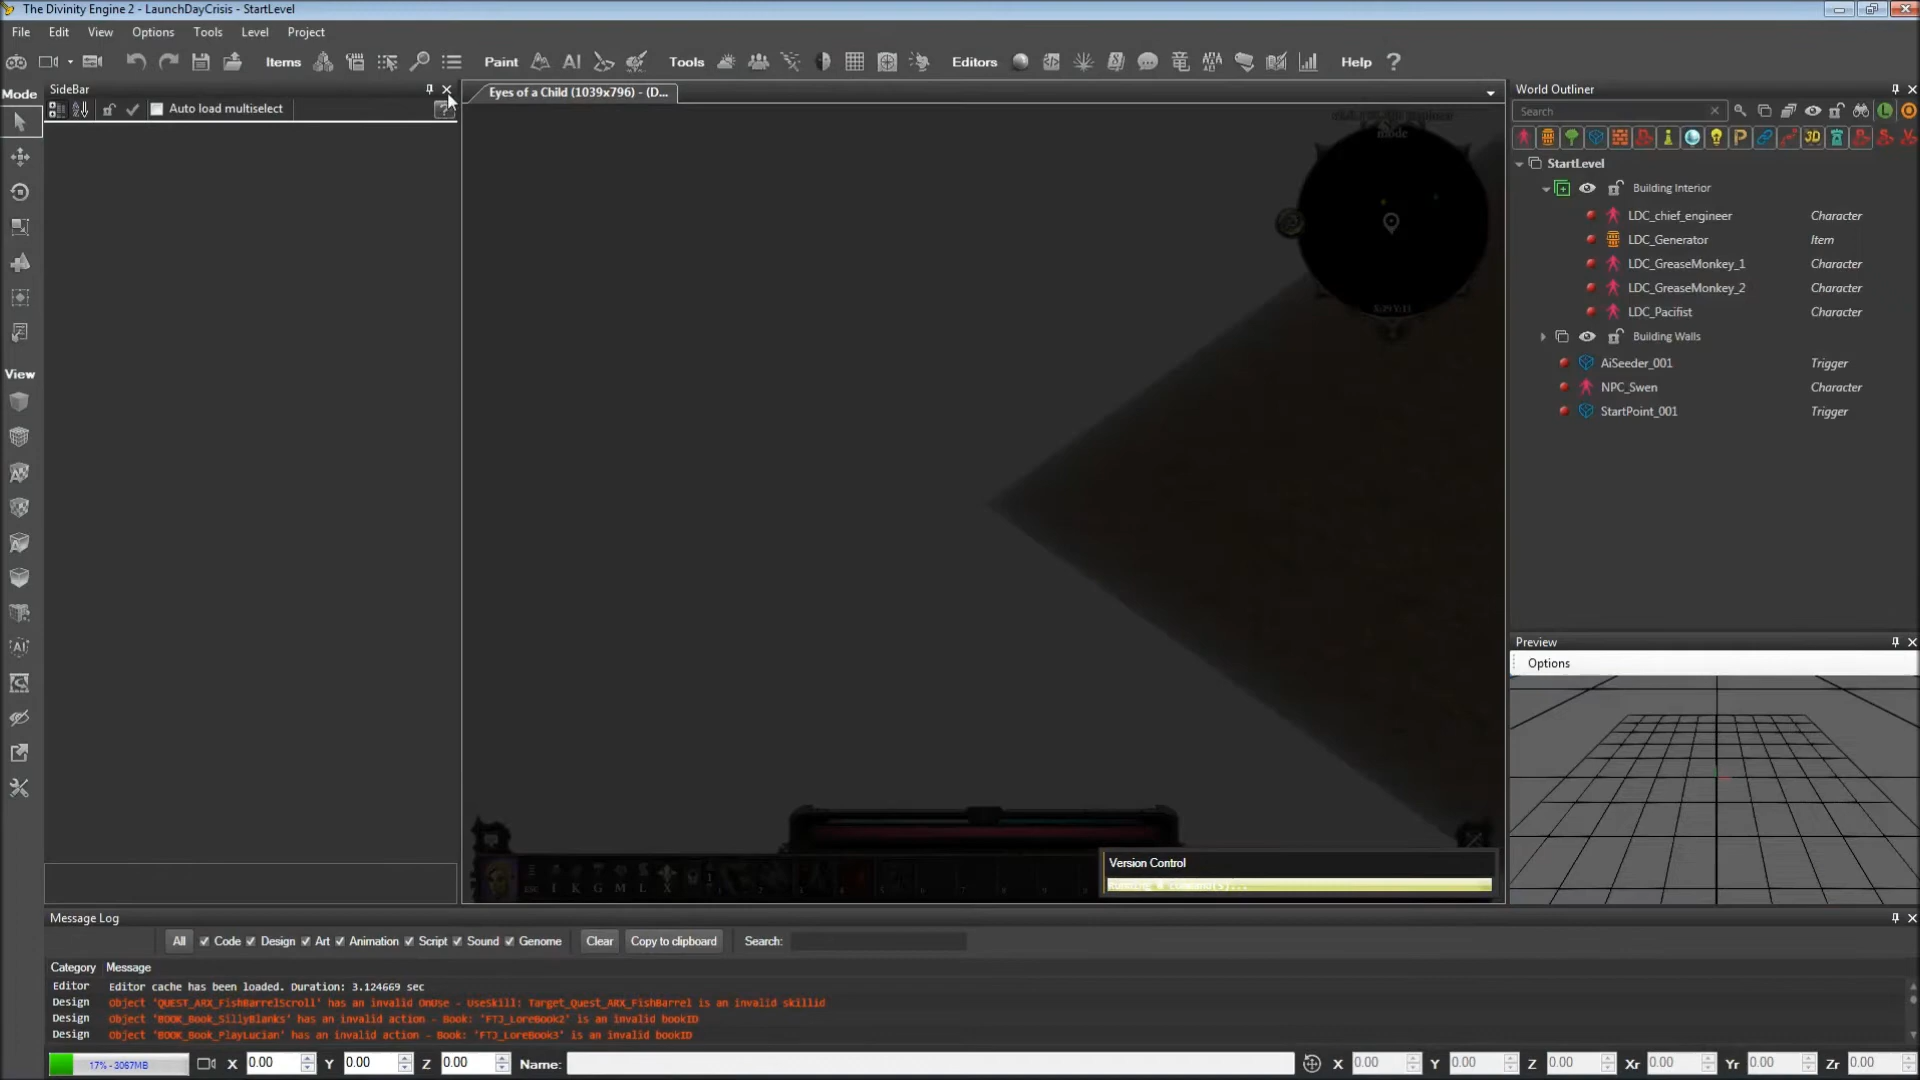 The Divinity Engine 2 - LaunchDayCrisis - StartLevel
File Edit View Options Tools Level Project
Items Paint AI Tools Editors Help ?
Mode
SideBar
Auto load multiselect
Eyes of a Child (1039x796) - (D...
mode
World Outliner
Search
StartLevel
Building Interior
LDC_chief_engineer Character
LDC_Generator Item
LDC_GreaseMonkey_1 Character
LDC_GreaseMonkey_2 Character
LDC_Pacifist Character
Building Walls
AiSeeder_001 Trigger
NPC_Swen Character
StartPoint_001 Trigger
View
Preview
Options
Version Control
Message Log
All Code Design Art Animation Script Sound Genome Clear Copy to clipboard Search:
Category Message
Editor Editor cache has been loaded. Duration: 3.124669 sec
Design Object 'QUEST_ARX_FishBarrelScroll' has an invalid OnUse - UseSkill: Target_Quest_ARX_FishBarrel is an invalid skillid
Design Object 'BOOK_Book_SillyBlanks' has an invalid action - Book: 'FTJ_LoreBook2' is an invalid bookID
Design Object 'BOOK_Book_PlayLucian' has an invalid action - Book: 'FTJ_LoreBook3' is an invalid bookID
17% - 3067MB X 0.00 Y 0.00 Z 0.00 Name: X 0.00 Y 0.00 Z 0.00 Xr 0.00 Yr 0.00 Zr 0.00